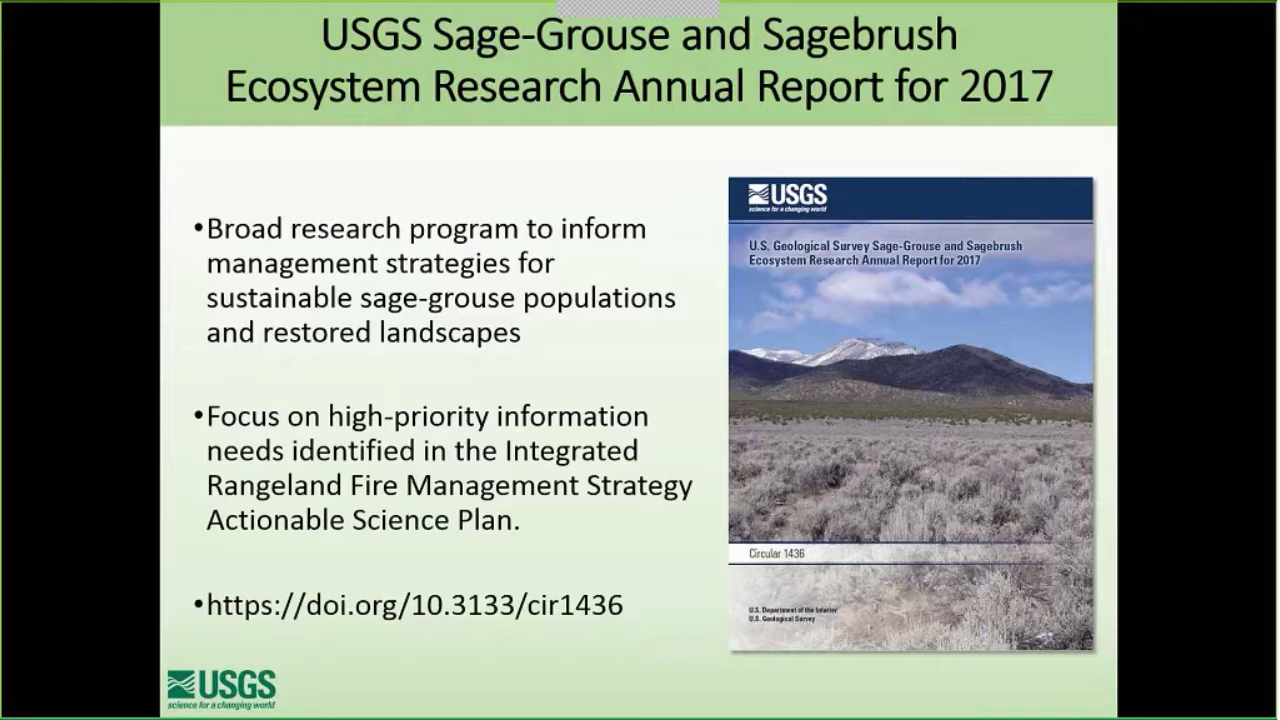 USGS Sage-Grouse and Sagebrush
Ecosystem Research Annual Report for 2017
•Broad research program to inform
management strategies for
sustainable sage-grouse populations
and restored landscapes
•Focus on high-priority information
needs identified in the Integrated
Rangeland Fire Management Strategy
Actionable Science Plan.
•https://doi.org/10.3133/cir1436
USGS
science for a changing world
U.S. Geological Survey Sage-Grouse and Sagebrush
Ecosystem Research Annual Report for 2017
Circular 1436
U.S. Department of the Interior
U.S. Geological Survey
USGS
science for a changing world